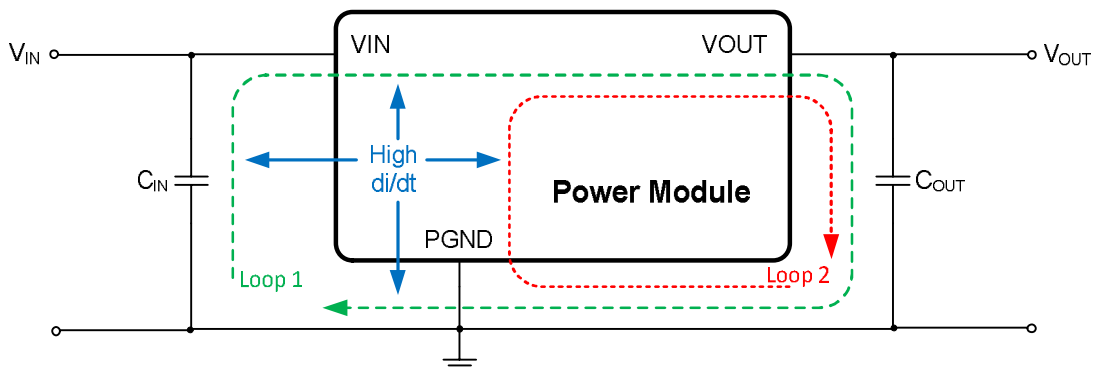 VIN
VIN
VOUT
VOUT
High
di/dt
CIN
Power Module
COUT
PGND
Loop 1
Loop 2